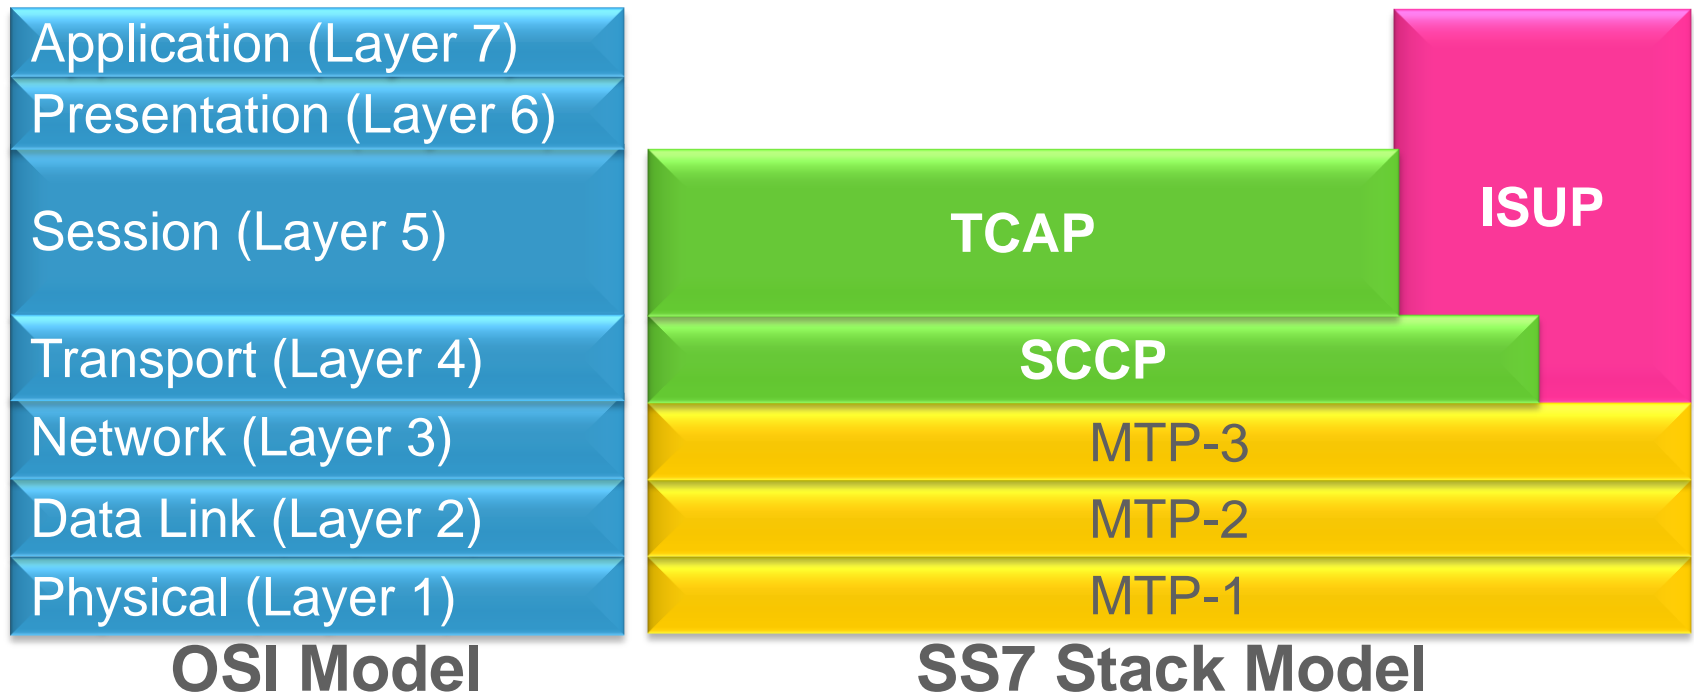 Application (Layer 7)
Presentation (Layer 6)
Session (Layer 5)
Transport (Layer 4)
Network (Layer 3)
Data Link (Layer 2)
Physical (Layer 1)
OSI Model
ISUP
TCAP
SCCP
MTP-3
MTP-2
MTP-1
SS7 Stack Model